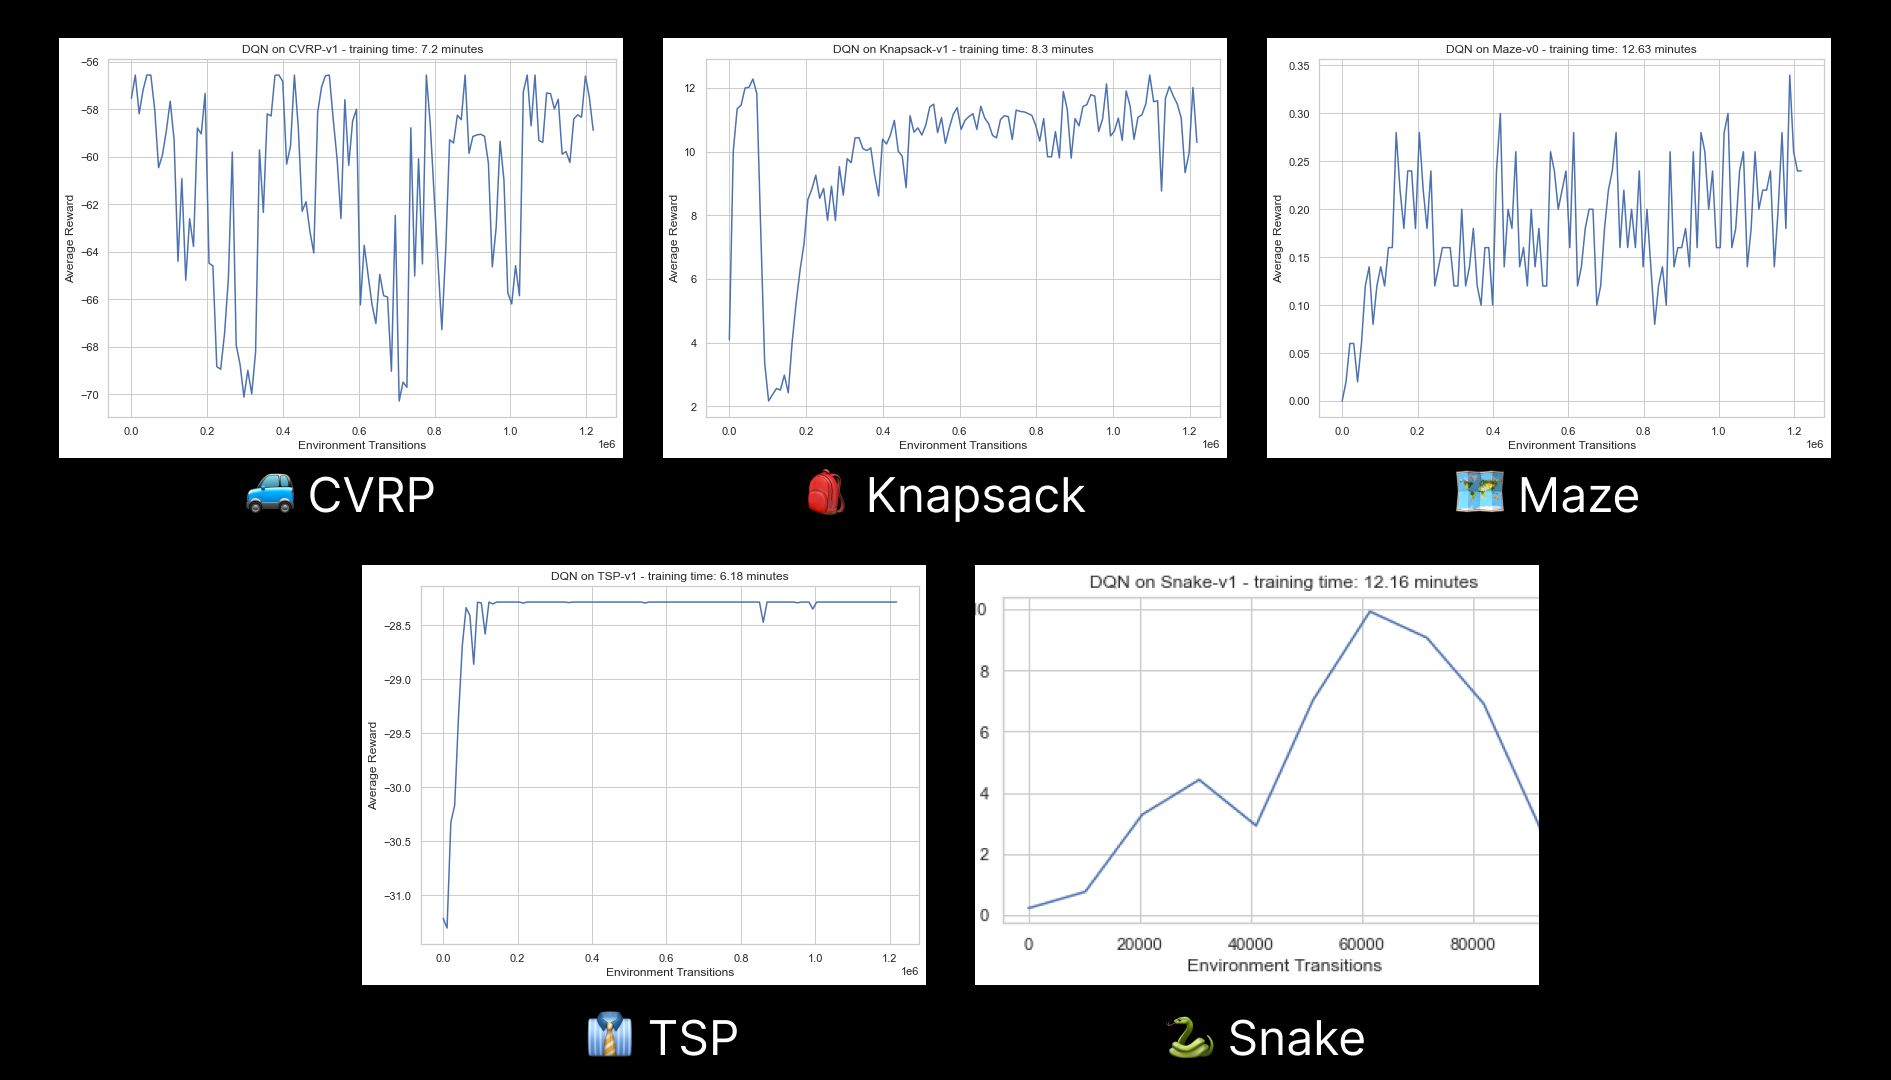 DQN on CVRP-v1 - training time: 7.2 minutes
−56
−58
−60
−62
−64
−66
−68
−70
Average Reward
0.0 0.2 0.4 0.6 0.8 1.0 1.2
1e6
Environment Transitions
🚙 CVRP
DQN on Knapsack-v1 - training time: 8.3 minutes
12
10
8
6
4
2
Average Reward
0.0 0.2 0.4 0.6 0.8 1.0 1.2
1e6
Environment Transitions
🎒 Knapsack
DQN on Maze-v0 - training time: 12.63 minutes
0.35
0.30
0.25
0.20
0.15
0.10
0.05
0.00
Average Reward
0.0 0.2 0.4 0.6 0.8 1.0 1.2
1e6
Environment Transitions
🗺️ Maze
DQN on TSP-v1 - training time: 6.18 minutes
−28.5
−29.0
−29.5
−30.0
−30.5
−31.0
Average Reward
0.0 0.2 0.4 0.6 0.8 1.0 1.2
1e6
Environment Transitions
👔 TSP
DQN on Snake-v1 - training time: 12.16 minutes
0
8
6
4
2
0
0 20000 40000 60000 80000
Environment Transitions
🐍 Snake